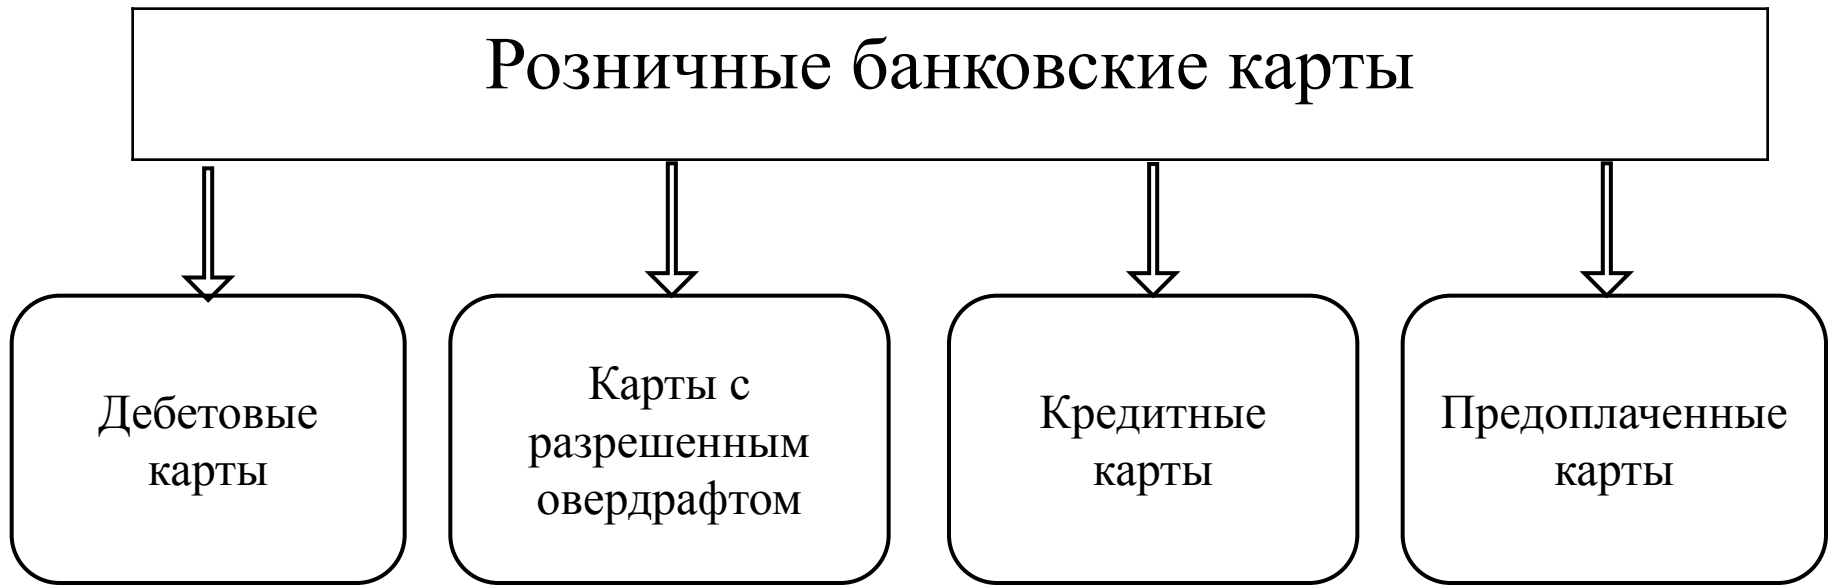 Розничные банковские карты
Дебетовые
карты
Карты с
разрешенным
овердрафтом
Кредитные
карты
Предоплаченные
карты